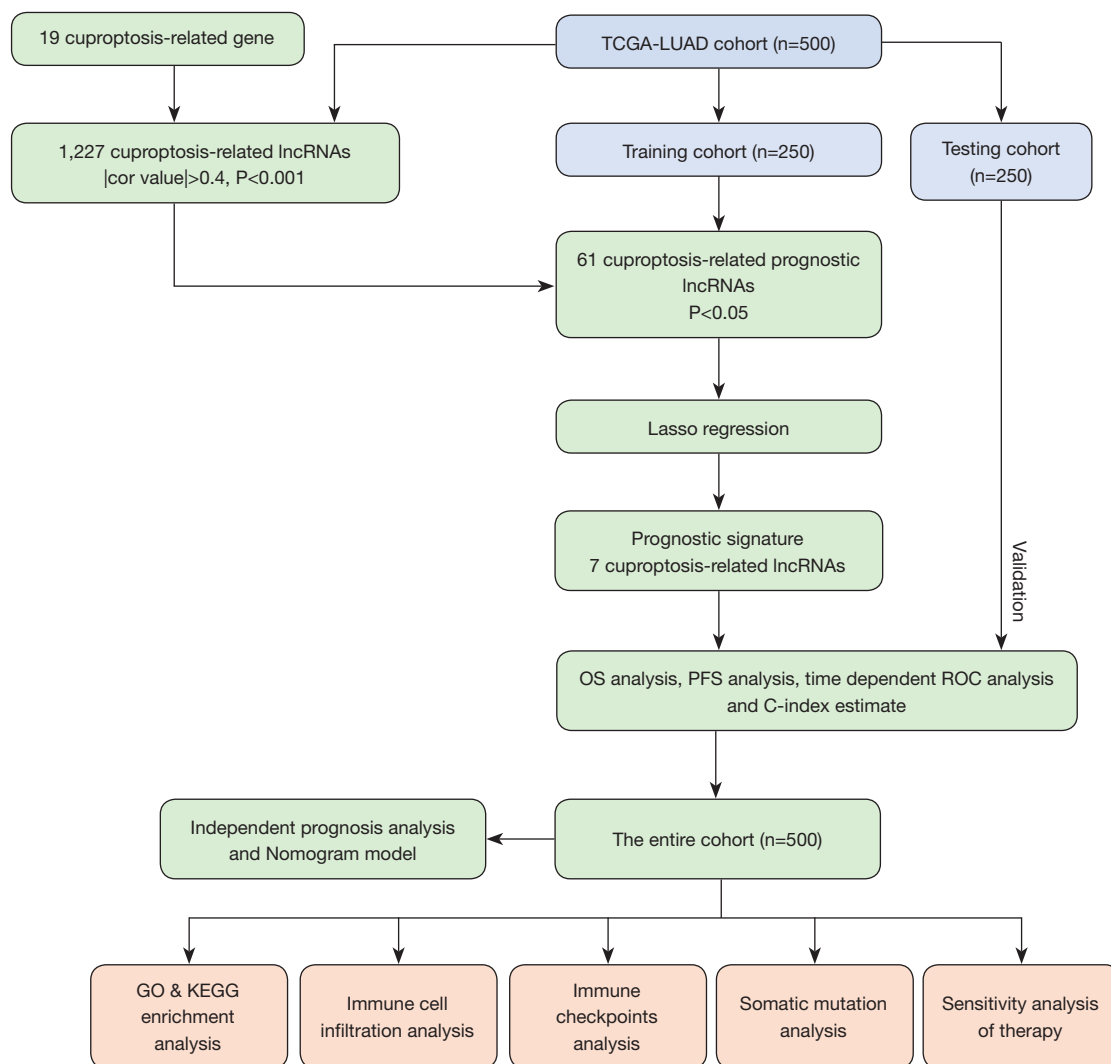 19 cuproptosis-related gene
TCGA-LUAD cohort (n=500)
1,227 cuproptosis-related lncRNAs
|cor value|>0.4, P<0.001
Training cohort (n=250)
Testing cohort
(n=250)
61 cuproptosis-related prognostic
lncRNAs
P<0.05
Lasso regression
Prognostic signature
7 cuproptosis-related lncRNAs
Validation
OS analysis, PFS analysis, time dependent ROC analysis
and C-index estimate
Independent prognosis analysis
and Nomogram model
The entire cohort (n=500)
GO & KEGG
enrichment
analysis
Immune cell
infiltration analysis
Immune
checkpoints
analysis
Somatic mutation
analysis
Sensitivity analysis
of therapy